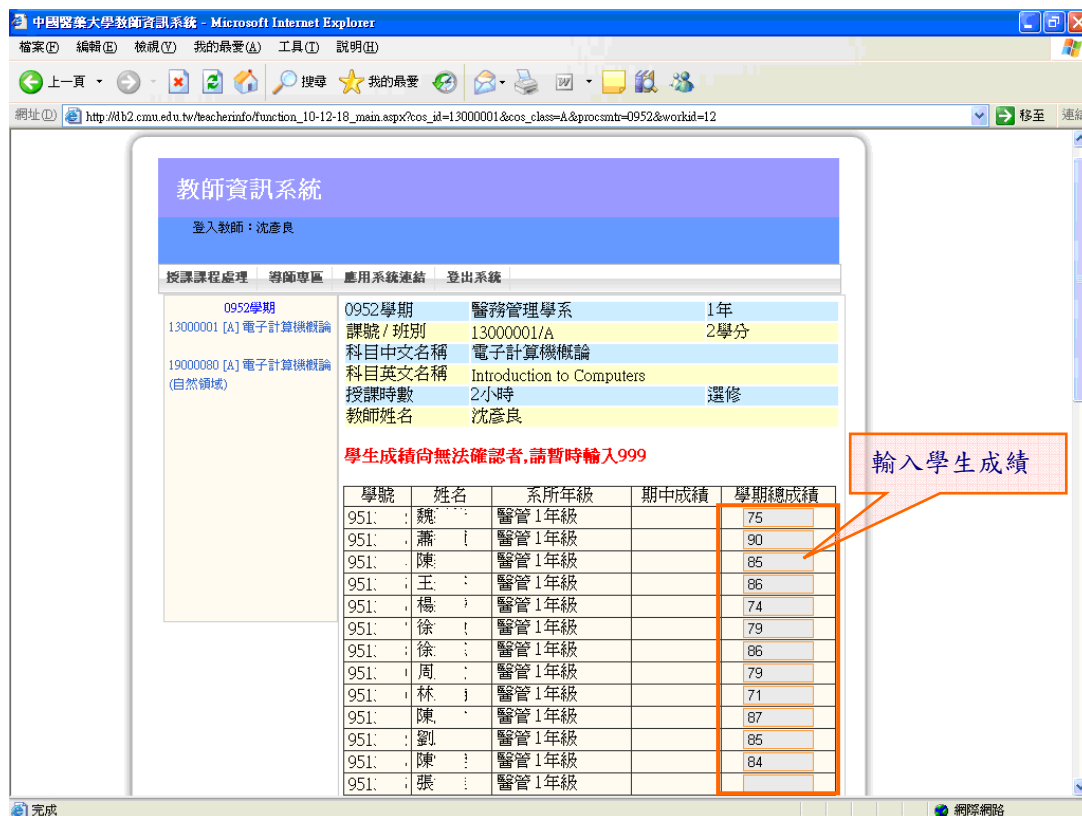 中國醫藥大學教師資訊系統 - Microsoft Internet Explorer
檔案(F) 編輯(E) 檢視(V) 我的最愛(A) 工具(T) 說明(H)
上一頁 搜尋 我的最愛
網址(D) http://db2.cmu.edu.tw/teacherinfo/function_10-12-18_main.aspx?cos_id=13000001&cos_class=A&procsmtr=0952&workid=12 移至 連結
教師資訊系統
登入教師：沈彥良
授課課程處理 導師專區 應用系統連結 登出系統
0952學期
13000001 [A] 電子計算機概論
19000080 [A] 電子計算機概論
(自然領域)
0952學期 醫務管理學系 1年
課號 / 班別 13000001/A 2學分
科目中文名稱 電子計算機概論
科目英文名稱 Introduction to Computers
授課時數 2小時 選修
教師姓名 沈彥良
學生成績尚無法確認者,請暫時輸入999
輸入學生成績
學號 姓名 系所年級 期中成績 學期總成績
951 魏 醫管 1年級 75
951 蕭 醫管 1年級 90
951 陳 醫管 1年級 85
951 王 醫管 1年級 86
951 楊 醫管 1年級 74
951 徐 醫管 1年級 79
951 徐 醫管 1年級 86
951 周 醫管 1年級 79
951 林 醫管 1年級 71
951 陳 醫管 1年級 87
951 劉 醫管 1年級 85
951 陳 醫管 1年級 84
951 張 醫管 1年級
完成 網際網路